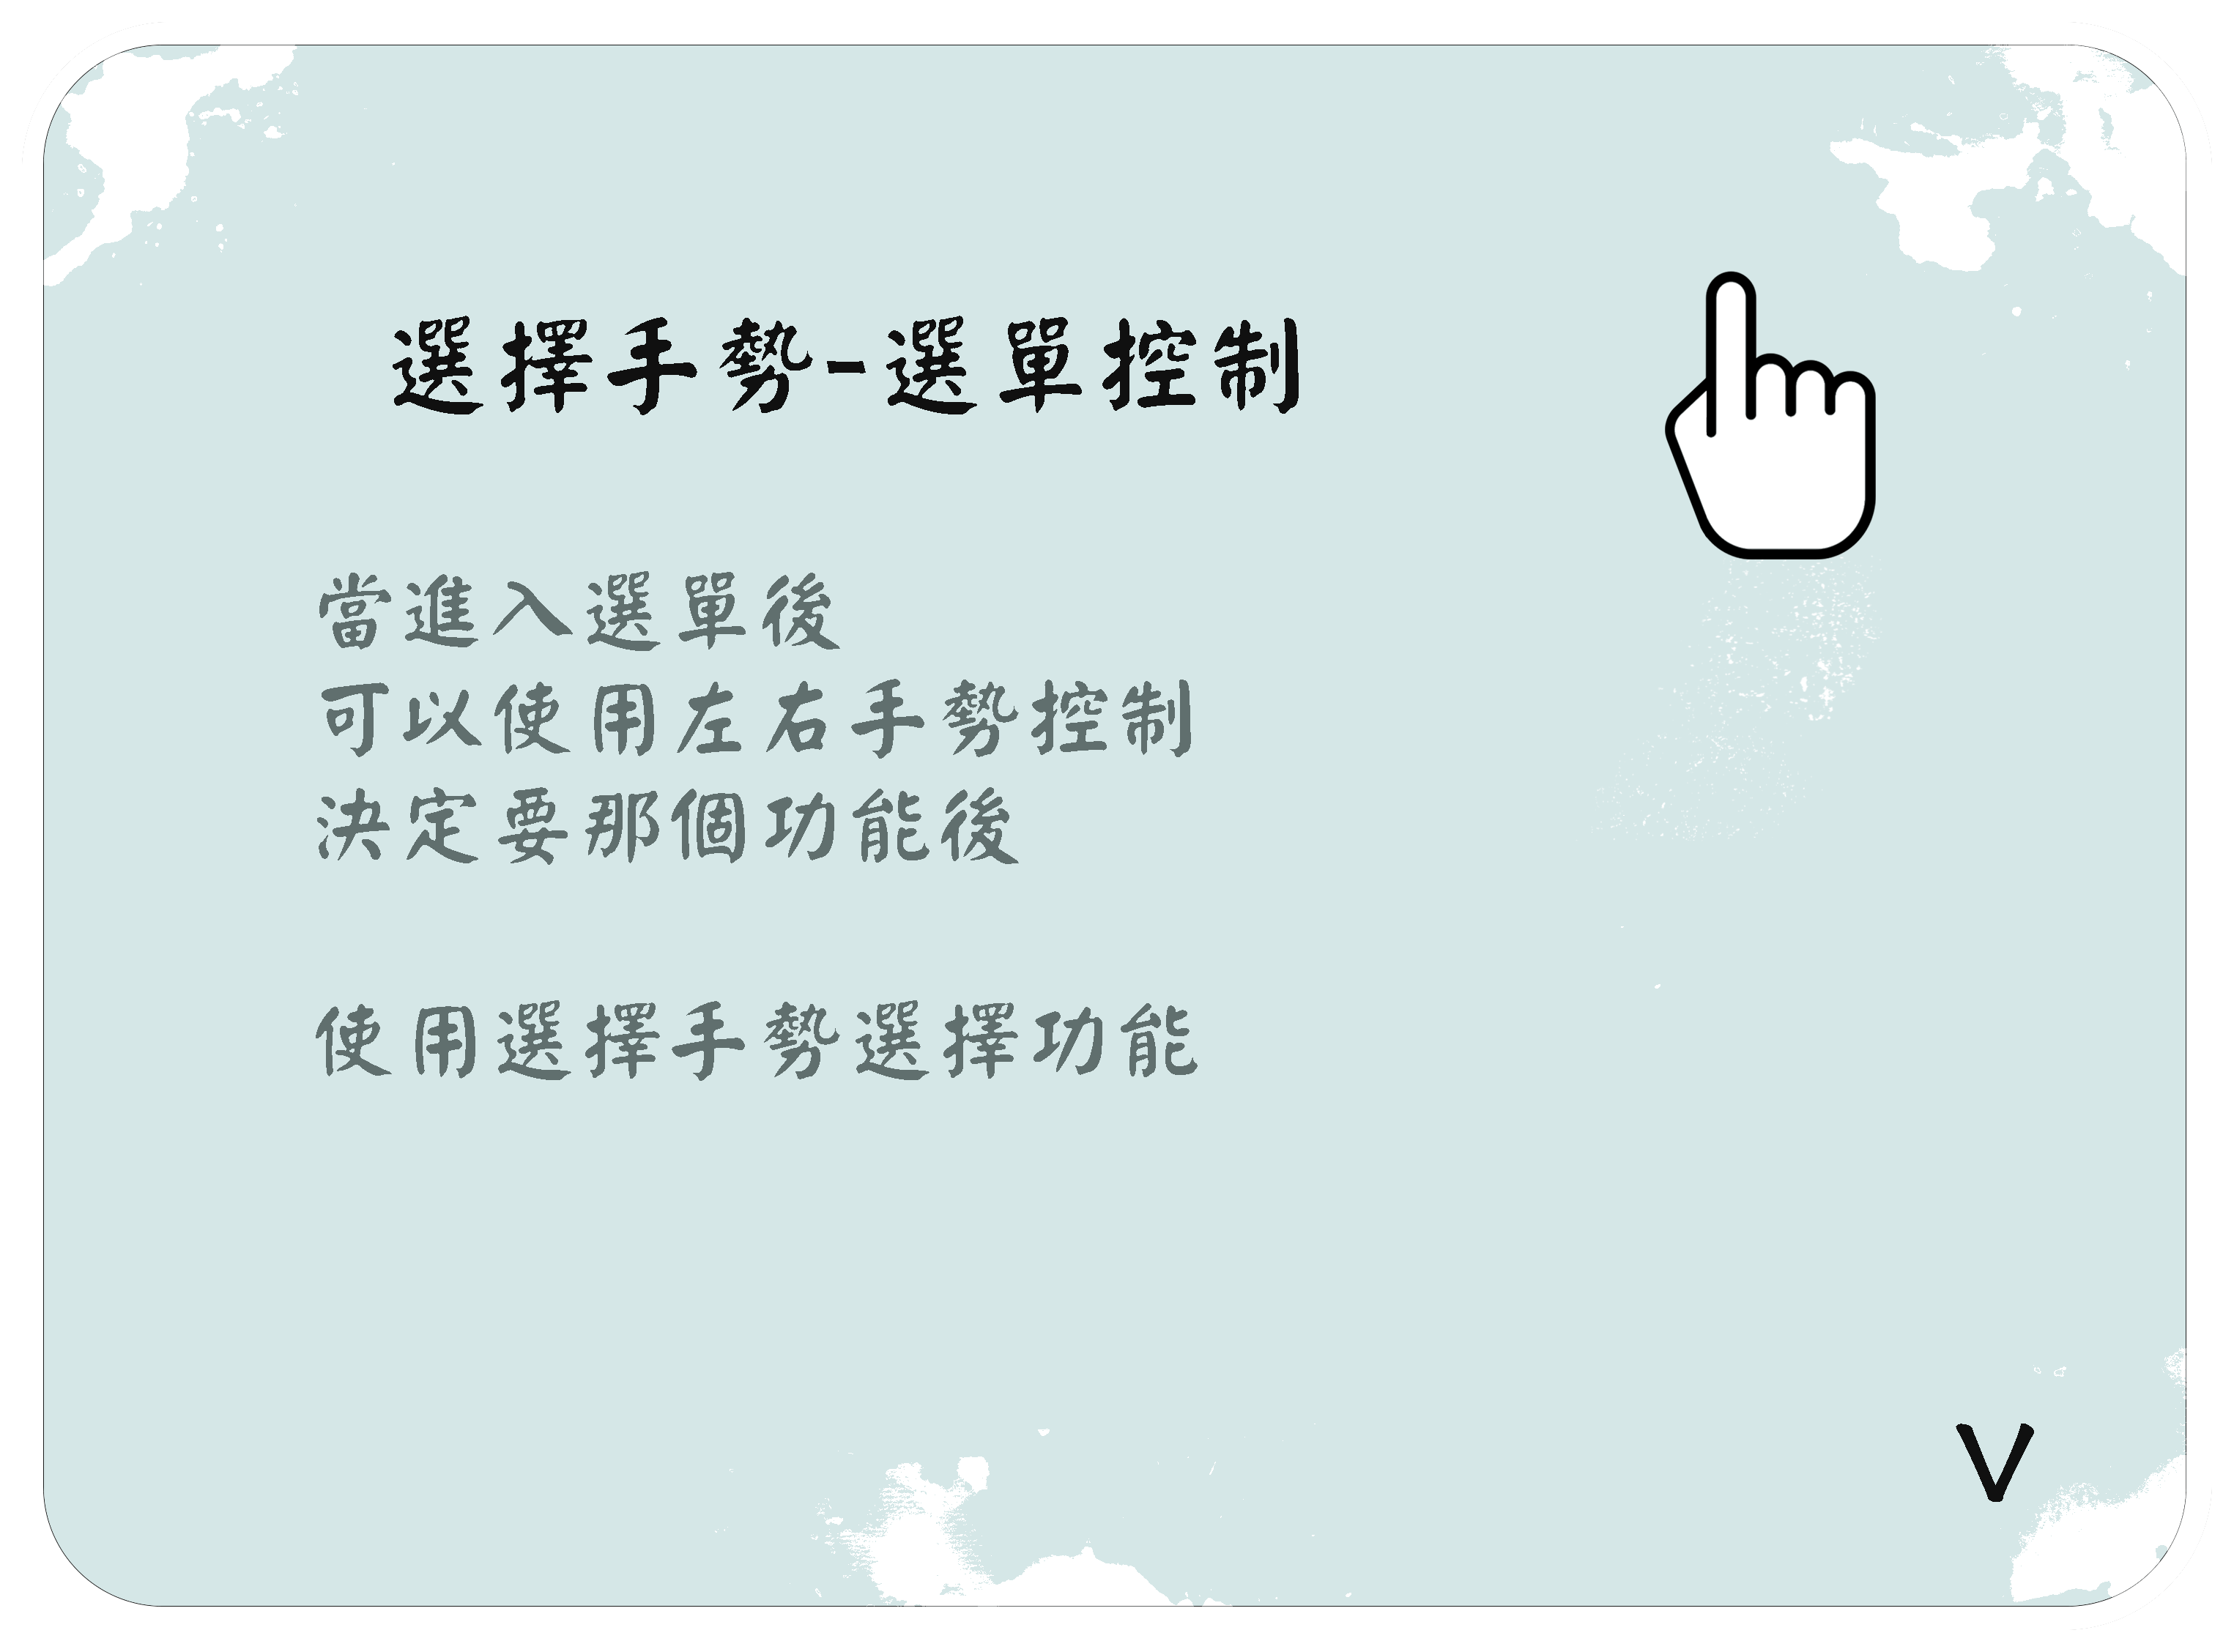 選擇手勢-選單控制
當進入選單後
可以使用左右手勢控制
決定要那個功能後
使用選擇手勢選擇功能
V